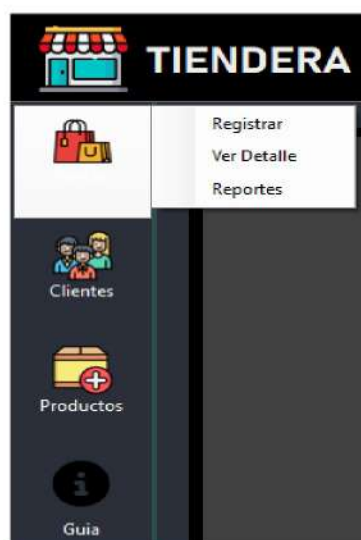 TIENDERA
Registrar
Ver Detalle
Reportes
Clientes
Productos
Guia